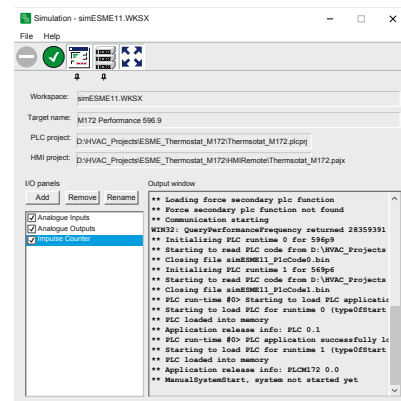 Simulation - simESME11.WKSX
File Help
Workspace: simESME11.WKSX
Target name: M172 Performance 596.9
PLC project: D:\HVAC_Projects\ESME_Thermostat_M172\Thermsotat_M172.plcprj
HMI project: D:\HVAC_Projects\ESME_Thermostat_M172\HMIRemote\Thermsotat_M172.pajx
I/O panels
Add Remove Rename
Analogue Inputs
Analogue Outputs
Impulse Counter
Output window
** Loading force secondary plc function
** Force secondary plc function not found
** Communication starting
WIN32: QueryPerformanceFrequency returned 28359391
** Initializing PLC runtime 0 for 596p9
** Starting to read PLC code from D:\HVAC_Projects
** Closing file simESME11_PlcCode0.bin
** Initializing PLC runtime 1 for 569p6
** Starting to read PLC code from D:\HVAC_Projects
** Closing file simESME11_PlcCode1.bin
** PLC run-time #0> Starting to load PLC applicatio
** Starting to load PLC for runtime 0 (typeOfStart
** PLC loaded into memory
** Application release info: PLC 0.1
** PLC run-time #0> PLC application successfully lo
** Starting to load PLC for runtime 1 (typeOfStart
** PLC loaded into memory
** Application release info: PLCM172 0.0
** ManualSystemStart, system not started yet